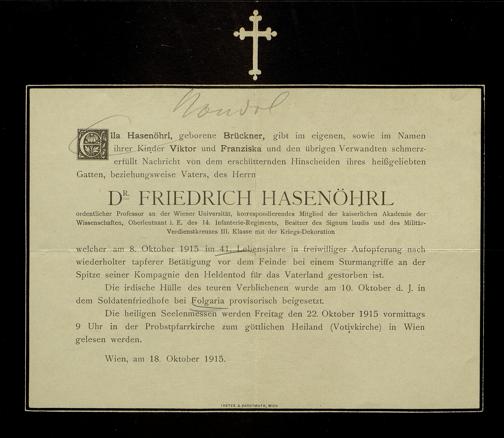 Ella Hasenöhrl, geborene Brückner, gibt im eigenen, sowie im Namen
ihrer Kinder Viktor und Franziska und den übrigen Verwandten schmerz-
erfüllt Nachricht von dem erschütternden Hinscheiden ihres heißgeliebten
Gatten, beziehungsweise Vaters, des Herrn
DR. FRIEDRICH HASENÖHRL
ordentlicher Professor an der Wiener Universität, korrespondierendes Mitglied der kaiserlichen Akademie der
Wissenschaften, Oberleutnant i. E. des 14. Infanterie-Regiments, Besitzer des Signum laudis und des Militär-
Verdienstkreuzes III. Klasse mit der Kriegs-Dekoration
welcher am 8. Oktober 1915 im 41. Lebensjahre in freiwilliger Aufopferung nach
wiederholter tapferer Betätigung vor dem Feinde bei einem Sturmangriffe an der
Spitze seiner Kompagnie den Heldentod für das Vaterland gestorben ist.
Die irdische Hülle des teuren Verblichenen wurde am 10. Oktober d. J. in
dem Soldatenfriedhofe bei Folgaria provisorisch beigesetzt.
Die heiligen Seelenmessen werden Freitag den 22. Oktober 1915 vormittags
9 Uhr in der Probstpfarrkirche zum göttlichen Heiland (Votivkirche) in Wien
gelesen werden.
Wien, am 18. Oktober 1915.